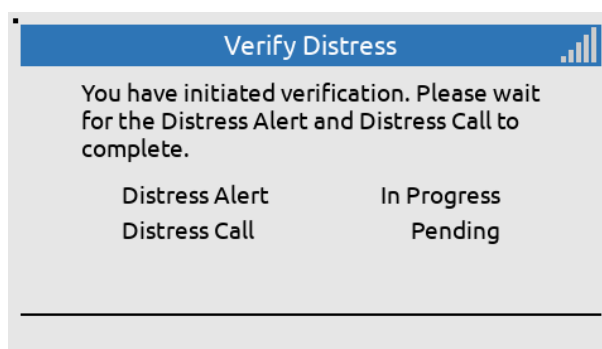 Verify Distress
You have initiated verification. Please wait
for the Distress Alert and Distress Call to
complete.
Distress Alert In Progress
Distress Call Pending